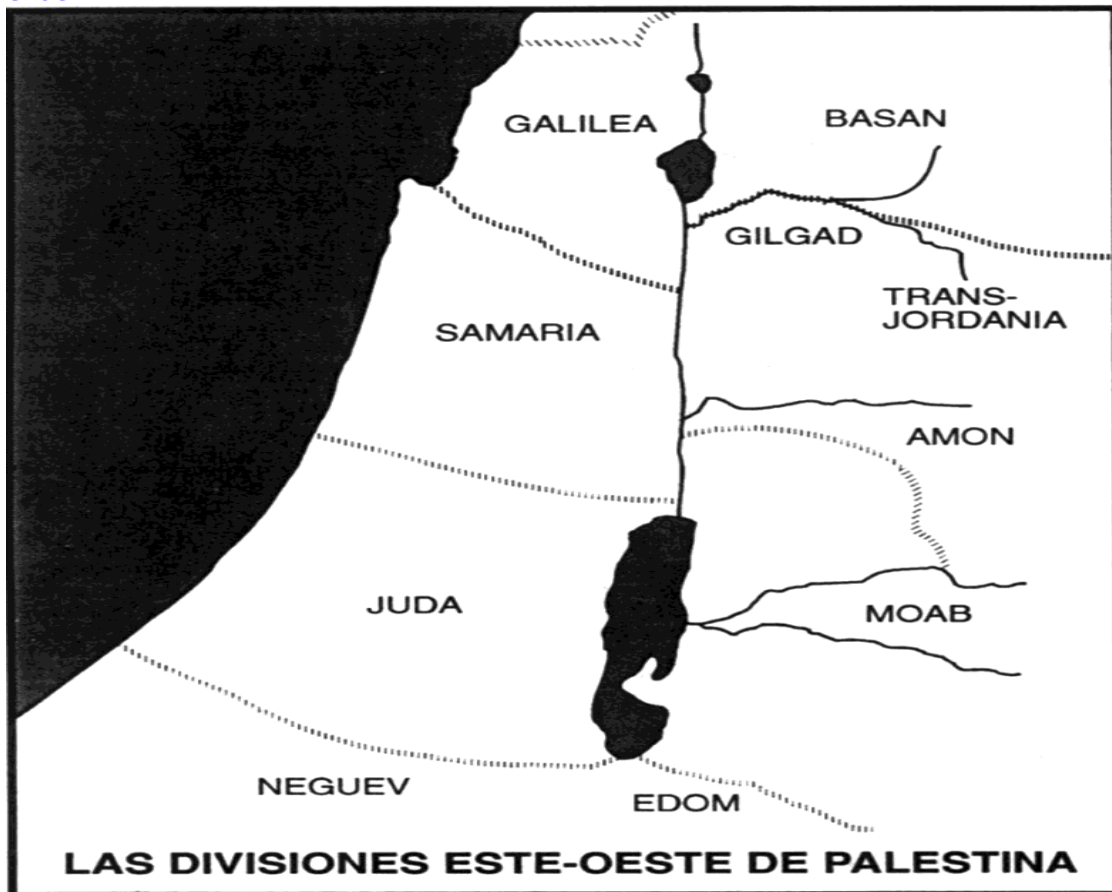 GALILEA
BASAN
GILGAD
TRANS-
JORDANIA
SAMARIA
AMON
JUDA
MOAB
NEGUEV
EDOM
LAS DIVISIONES ESTE-OESTE DE PALESTINA